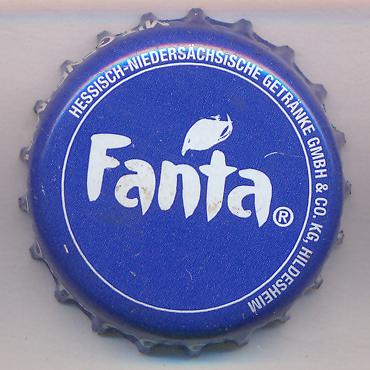 HESSISCH-NIEDERSÄCHSISCHE GETRÄNKE GMBH & CO. KG, HILDESHEIM
Fanta®